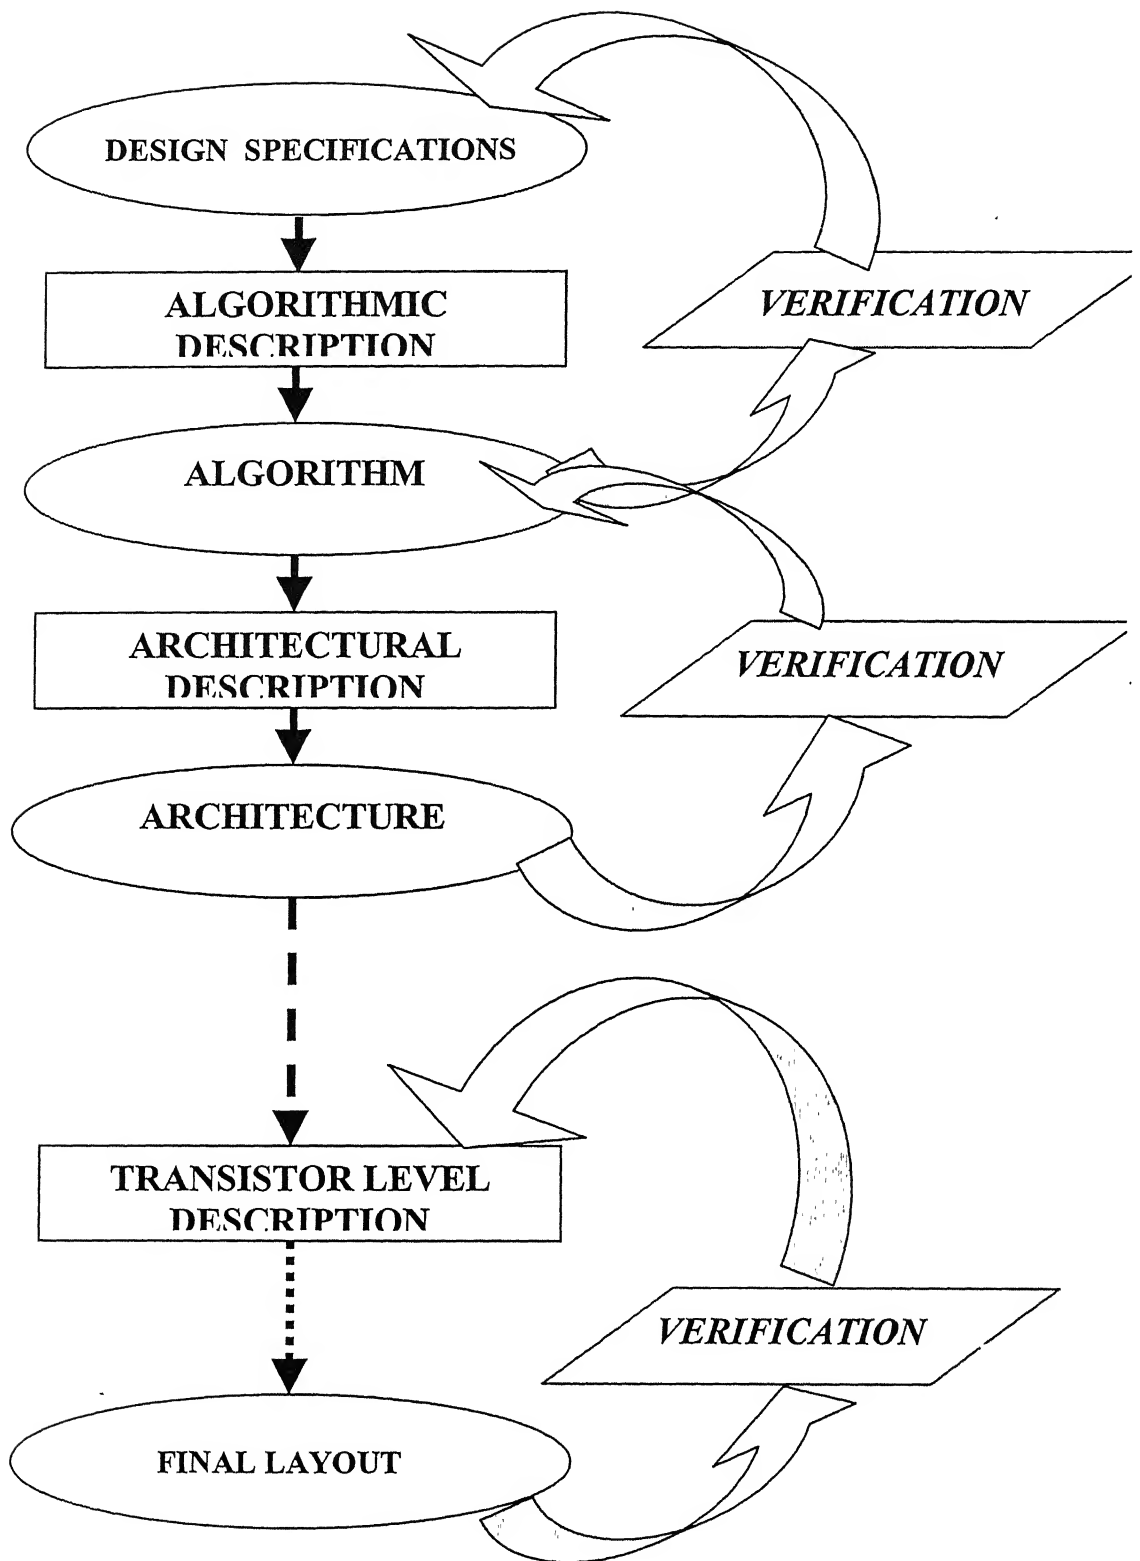 DESIGN SPECIFICATIONS
ALGORITHMIC
DESCRIPTION
VERIFICATION
ALGORITHM
ARCHITECTURAL
DESCRIPTION
VERIFICATION
ARCHITECTURE
TRANSISTOR LEVEL
DESCRIPTION
VERIFICATION
FINAL LAYOUT